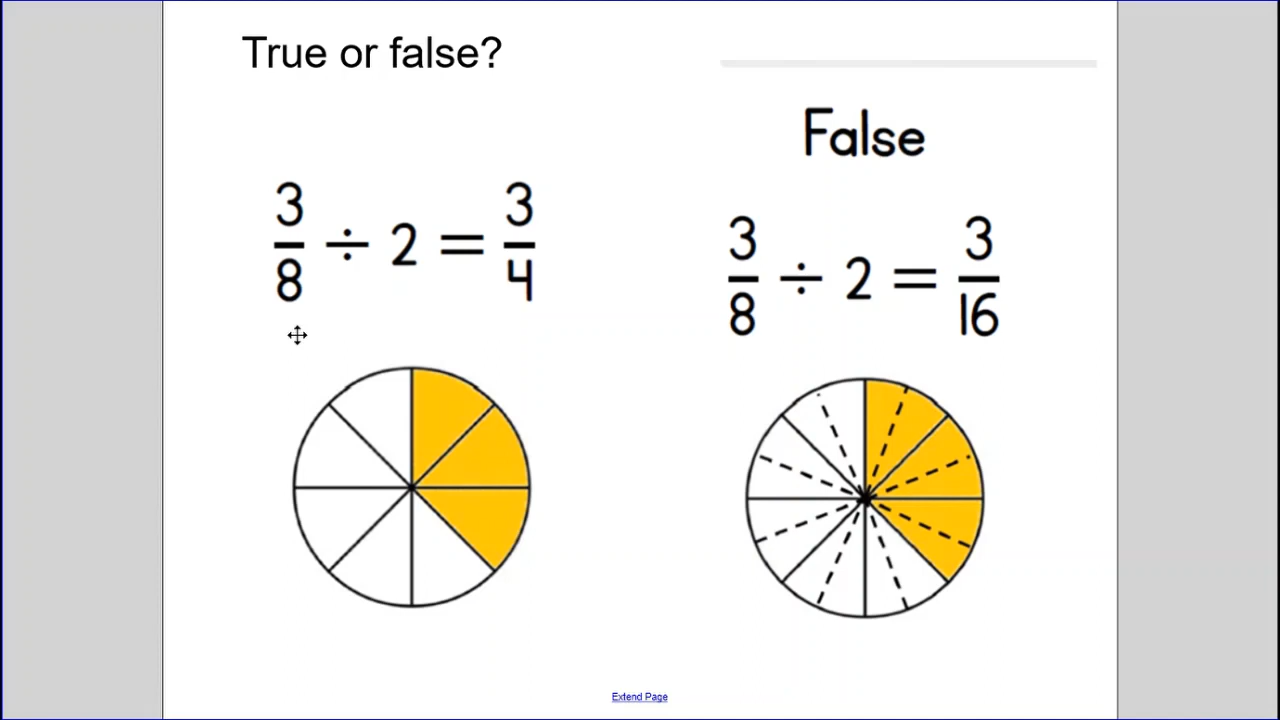 True or false?
3/8 ÷ 2 = 3/4
False
3/8 ÷ 2 = 3/16
Extend Page